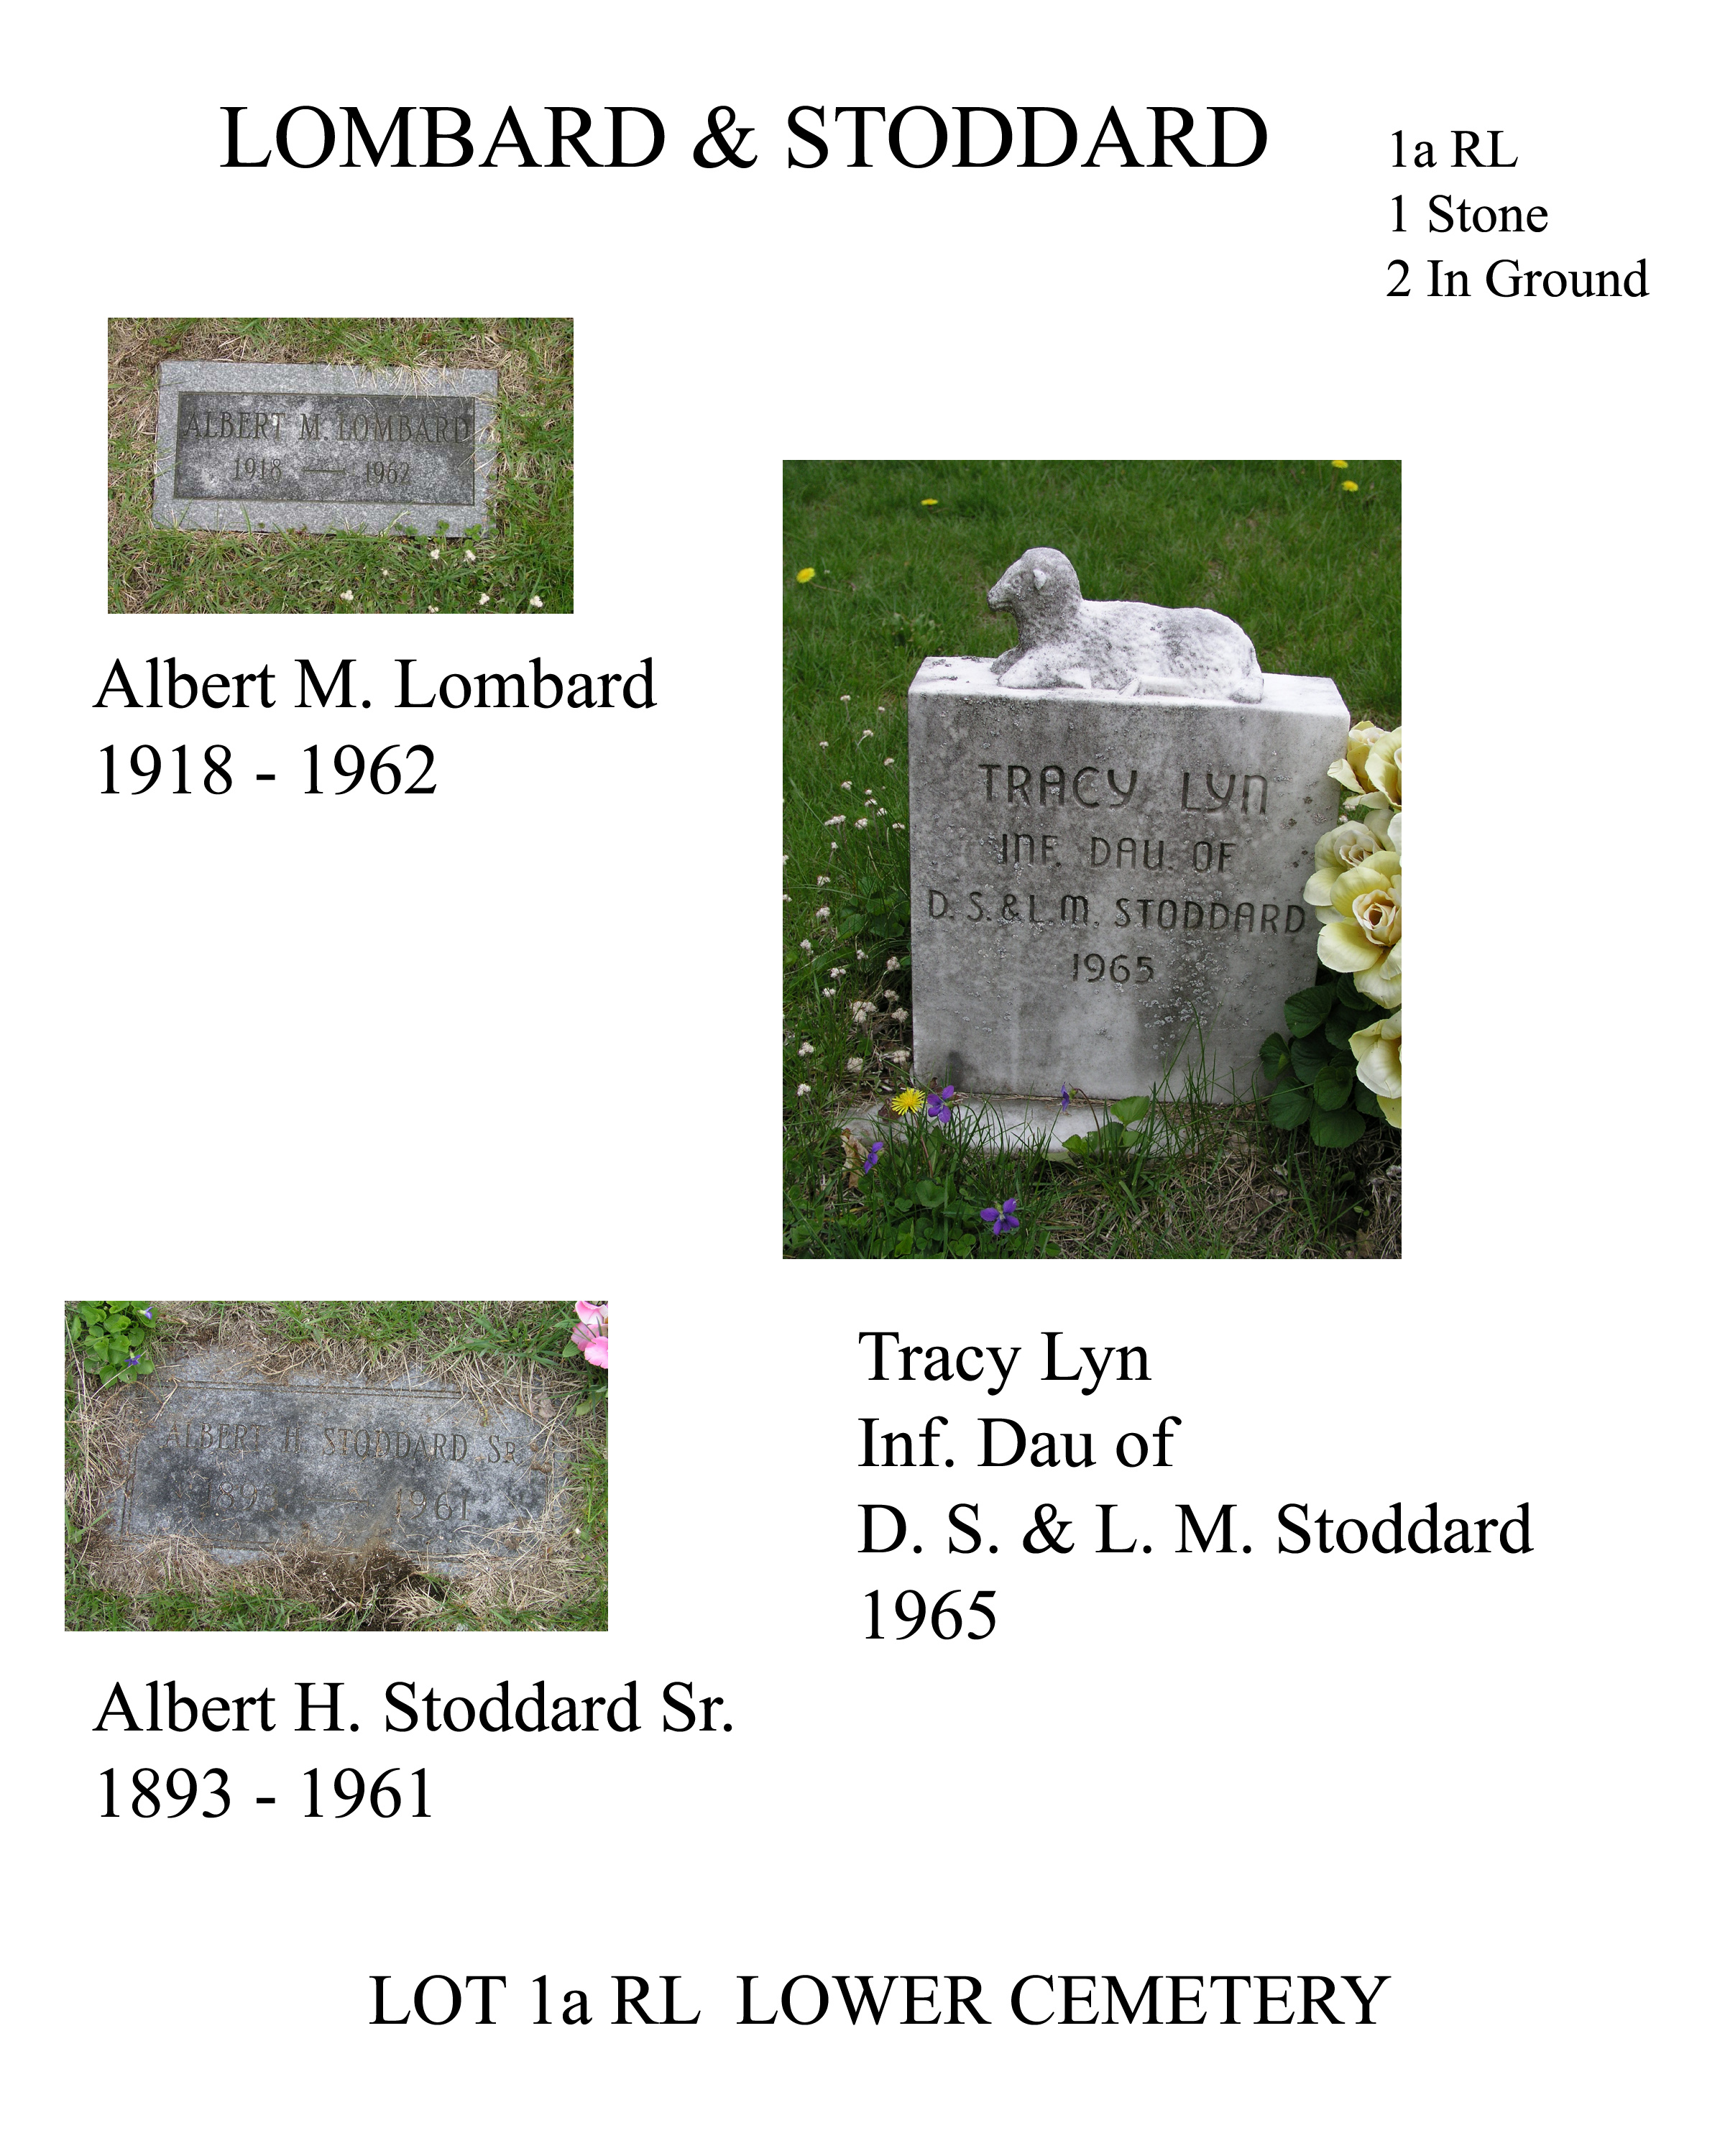 LOMBARD & STODDARD
1a RL
1 Stone
2 In Ground
ALBERT M. LOMBARD
1918 — 1962
Albert M. Lombard
1918 - 1962
TRACY LYN
INF. DAU. OF
D. S. & L. M. STODDARD
1965
Tracy Lyn
Inf. Dau of
D. S. & L. M. Stoddard
1965
ALBERT H. STODDARD SR.
1893 — 1961
Albert H. Stoddard Sr.
1893 - 1961
LOT 1a RL LOWER CEMETERY